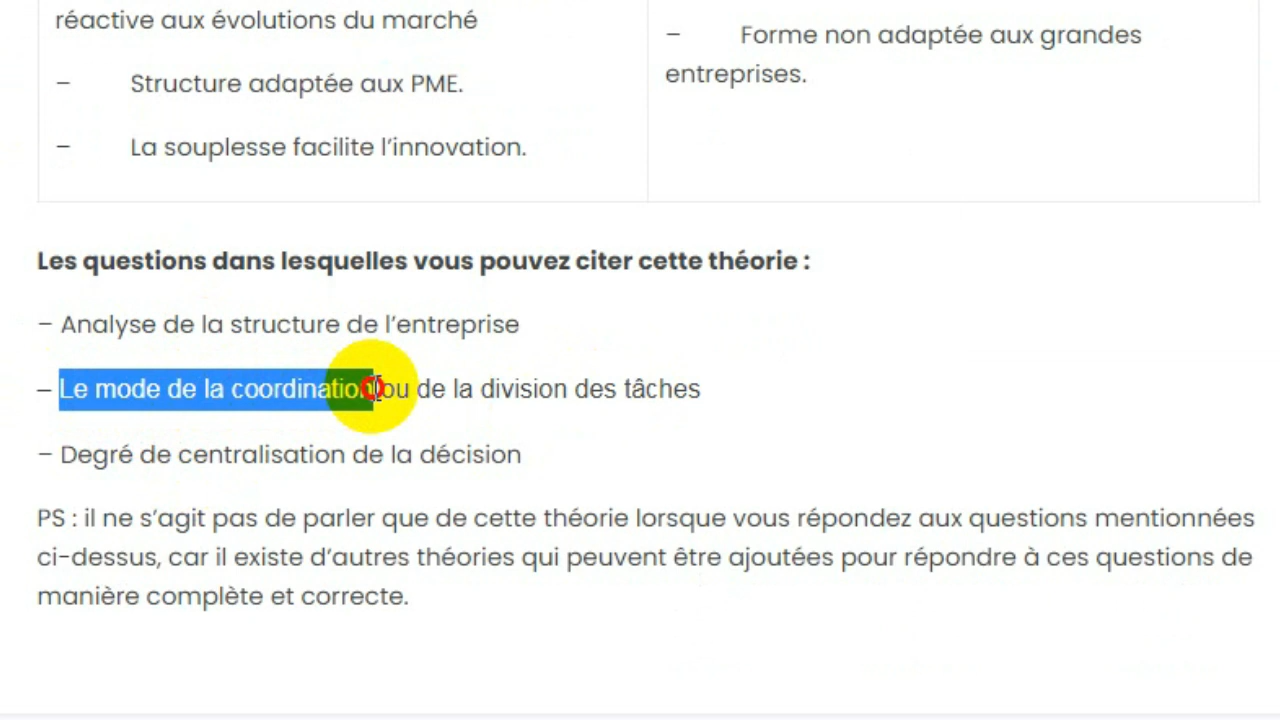 réactive aux évolutions du marché
– Structure adaptée aux PME.
– La souplesse facilite l'innovation.
– Forme non adaptée aux grandes
entreprises.
Les questions dans lesquelles vous pouvez citer cette théorie :
– Analyse de la structure de l'entreprise
– Le mode de la coordination ou de la division des tâches
– Degré de centralisation de la décision
PS : il ne s'agit pas de parler que de cette théorie lorsque vous répondez aux questions mentionnées
ci-dessus, car il existe d'autres théories qui peuvent être ajoutées pour répondre à ces questions de
manière complète et correcte.